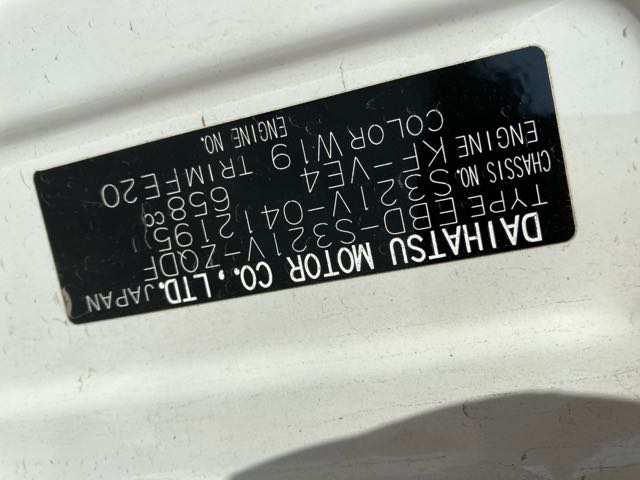 DAIHATSU MOTOR CO., LTD. JAPAN
TYPE EBD-S321V-ZQDF
CHASSIS NO. S321V-0412195
ENGINE KF-VE4 658cc
COLOR W19 TRIM FE20
ENGINE NO.